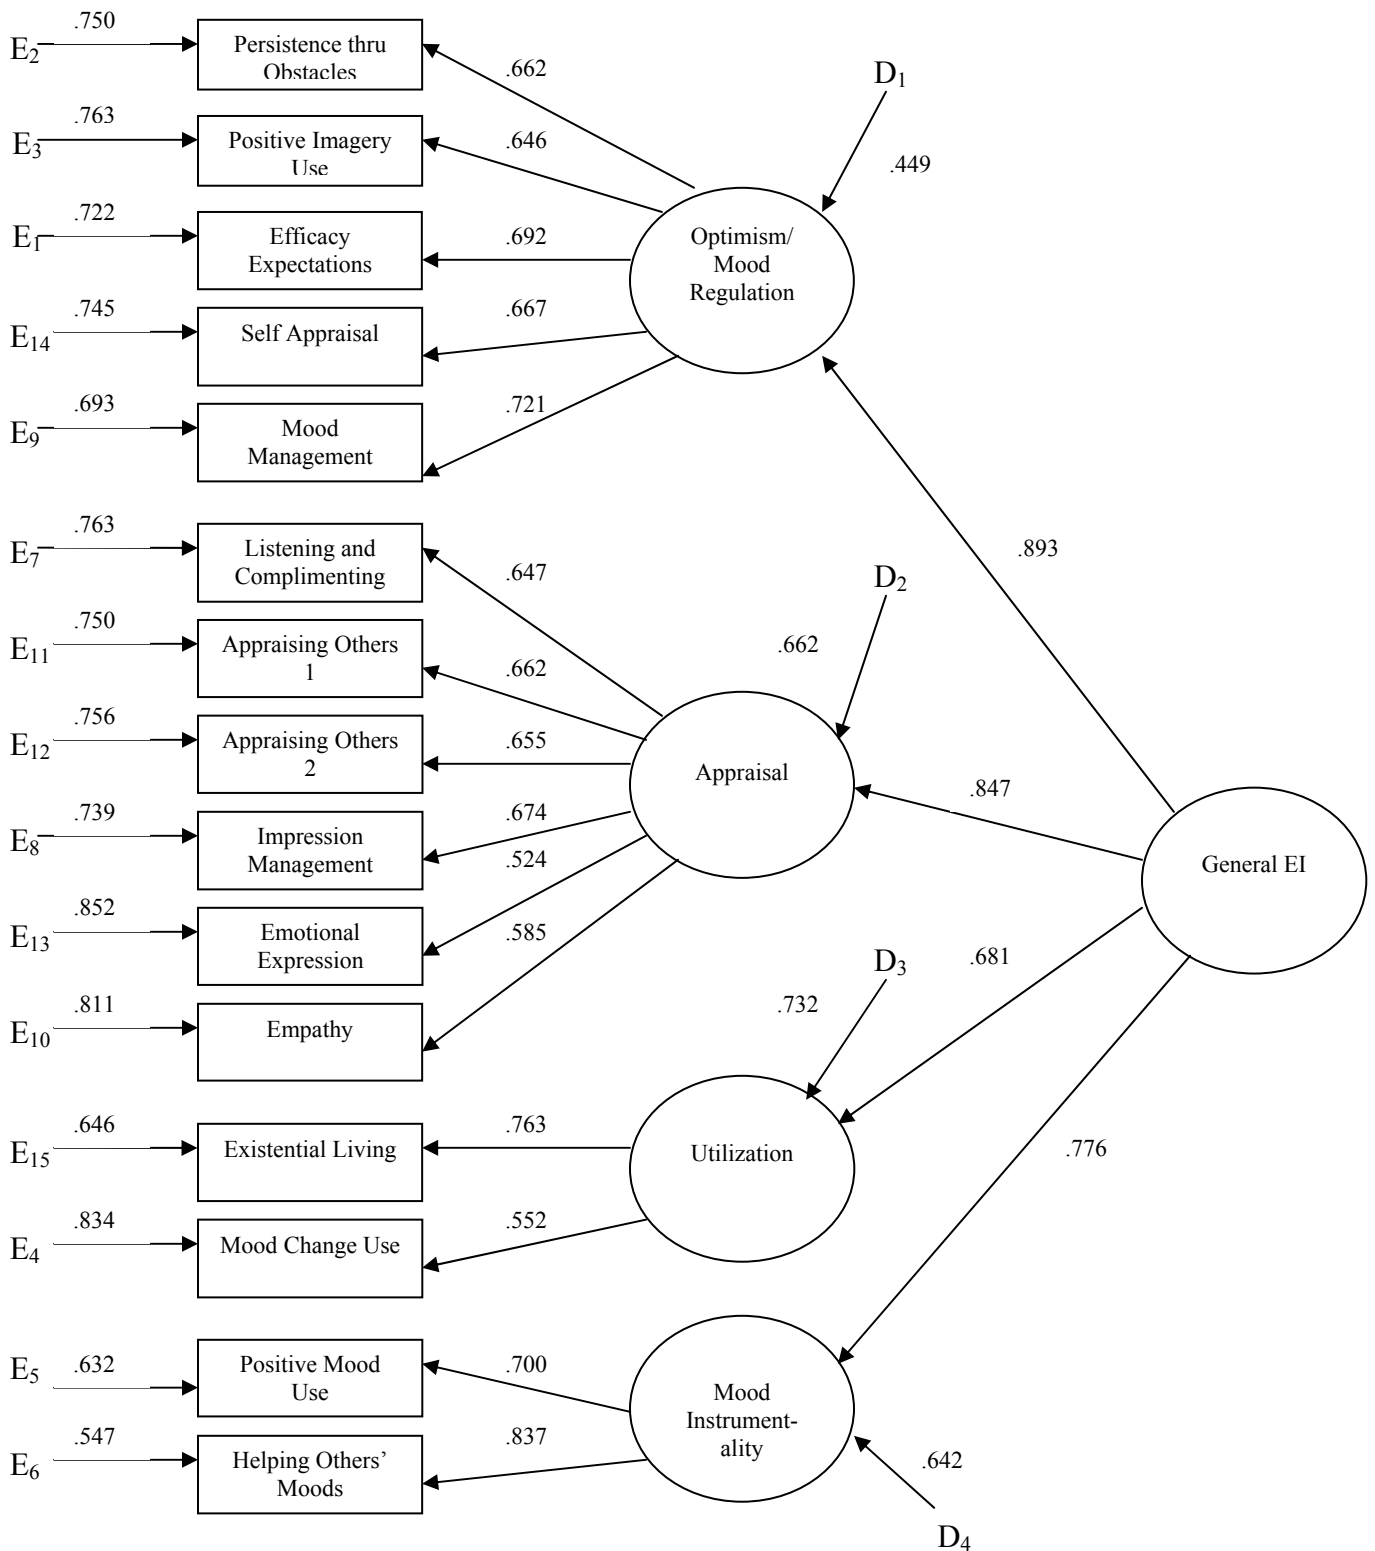 .750
E2
Persistence thru
Obstacles
.662
.763
E3
Positive Imagery
Use
.646
.722
E1
Efficacy
Expectations
.692
.745
E14
Self Appraisal
.667
.693
E9
Mood
Management
.721
D1
.449
Optimism/
Mood
Regulation
.893
.763
E7
Listening and
Complimenting
.647
.750
E11
Appraising Others
1
.662
.756
E12
Appraising Others
2
.655
.739
E8
Impression
Management
.674
.852
E13
Emotional
Expression
.524
.811
E10
Empathy
.585
D2
.662
Appraisal
.847
General EI
D3
.732
.681
.646
E15
Existential Living
.763
.834
E4
Mood Change Use
.552
Utilization
.776
E5
.632
Positive Mood
Use
.700
.547
E6
Helping Others’
Moods
.837
Mood
Instrument-
ality
.642
D4